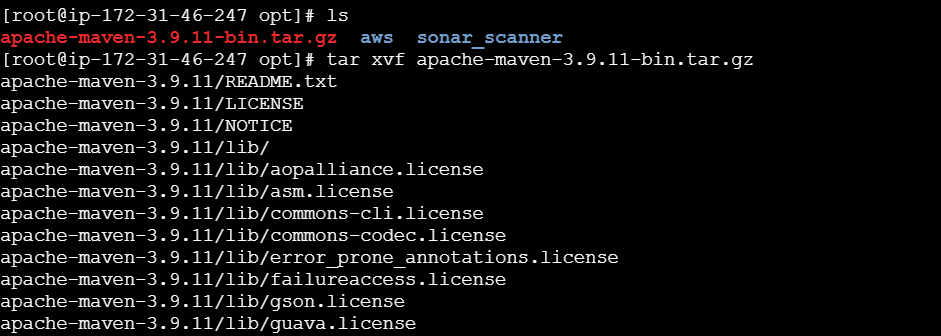 [root@ip-172-31-46-247 opt]# ls
apache-maven-3.9.11-bin.tar.gz  aws  sonar_scanner
[root@ip-172-31-46-247 opt]# tar xvf apache-maven-3.9.11-bin.tar.gz
apache-maven-3.9.11/README.txt
apache-maven-3.9.11/LICENSE
apache-maven-3.9.11/NOTICE
apache-maven-3.9.11/lib/
apache-maven-3.9.11/lib/aopalliance.license
apache-maven-3.9.11/lib/asm.license
apache-maven-3.9.11/lib/commons-cli.license
apache-maven-3.9.11/lib/commons-codec.license
apache-maven-3.9.11/lib/error_prone_annotations.license
apache-maven-3.9.11/lib/failureaccess.license
apache-maven-3.9.11/lib/gson.license
apache-maven-3.9.11/lib/guava.license